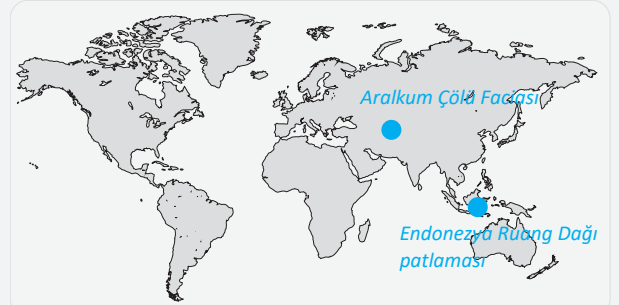 Aralkum Çölü Faciası
Endonezya Ruang Dağı
patlaması